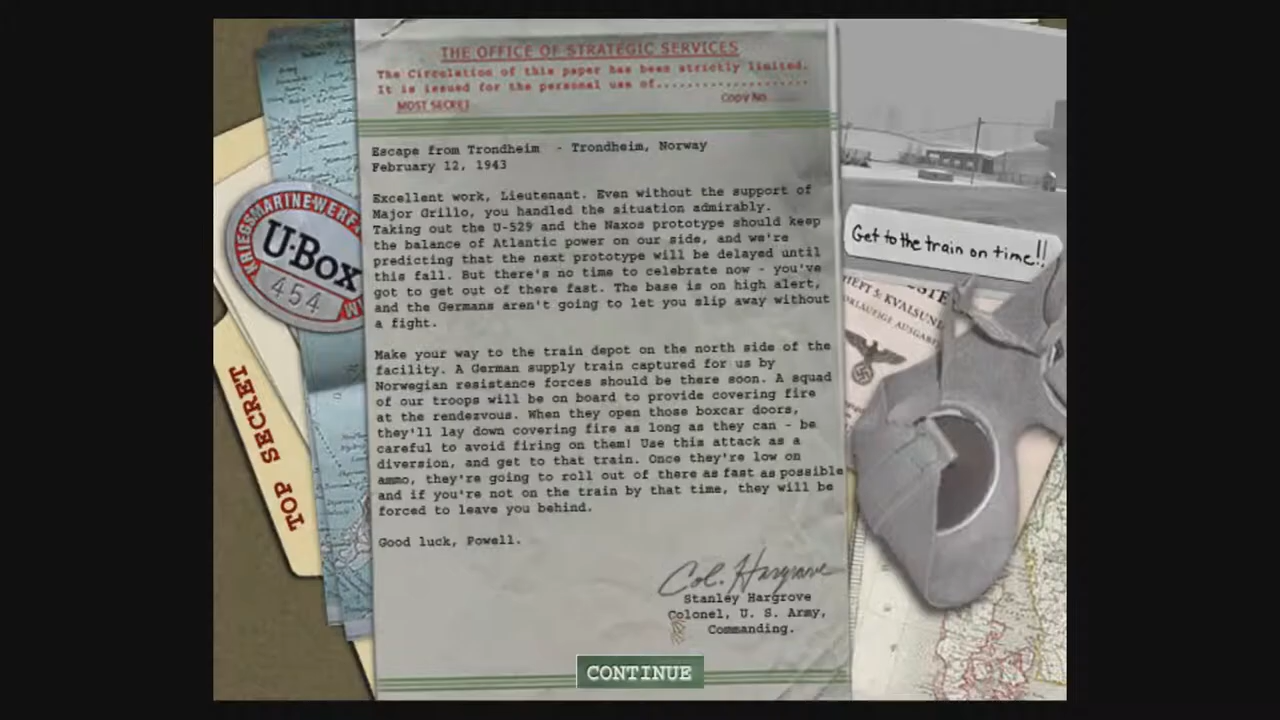 THE OFFICE OF STRATEGIC SERVICES
The Circulation of this paper has been strictly limited.
It is issued for the personal use of....................
MOST SECRET
Copy No.
Escape from Trondheim - Trondheim, Norway
February 12, 1943
Excellent work, Lieutenant. Even without the support of
Major Grillo, you handled the situation admirably.
Taking out the U-529 and the Naxos prototype should keep
the balance of Atlantic power on our side, and we're
predicting that the next prototype will be delayed until
this fall. But there's no time to celebrate now - you've
got to get out of there fast. The base is on high alert,
and the Germans aren't going to let you slip away without
a fight.
Make your way to the train depot on the north side of the
facility. A German supply train captured for us by
Norwegian resistance forces should be there soon. A squad
of our troops will be on board to provide covering fire
at the rendezvous. When they open those boxcar doors,
they'll lay down covering fire as long as they can - be
careful to avoid firing on them! Use this attack as a
diversion, and get to that train. Once they're low on
ammo, they're going to roll out of there as fast as possible
and if you're not on the train by that time, they will be
forced to leave you behind.
Good luck, Powell.
Col. Hargrove
Stanley Hargrove
Colonel, U. S. Army,
Commanding.
CONTINUE
KRIEGSMARINEWERFA
U-Box
454
TOP SECRET
Get to the train on time!!
HEFT 5: KVALSUND